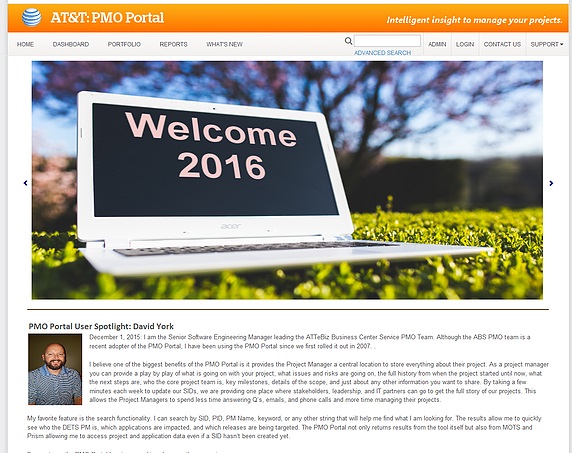 AT&T: PMO Portal
Intelligent insight to manage your projects.
HOME DASHBOARD PORTFOLIO REPORTS WHAT'S NEW ADMIN LOGIN CONTACT US SUPPORT
ADVANCED SEARCH
Welcome
2016
acer
PMO Portal User Spotlight: David York
December 1, 2015: I am the Senior Software Engineering Manager leading the ATTeBiz Business Center Service PMO Team. Although the ABS PMO team is a
recent adopter of the PMO Portal, I have been using the PMO Portal since we first rolled it out in 2007. .
I believe one of the biggest benefits of the PMO Portal is it provides the Project Manager a central location to store everything about their project. As a project manager
you can provide a play by play of what is going on with your project, what issues and risks are going on, the full history from when the project started until now, what
the next steps are, who the core project team is, key milestones, details of the scope, and just about any other information you want to share. By taking a few
minutes each week to update our SIDs, we are providing one place where stakeholders, leadership, and IT partners can go to get the full story of our projects. This
allows the Project Managers to spend less time answering Q's, emails, and phone calls and more time managing their projects.
My favorite feature is the search functionality. I can search by SID, PID, PM Name, keyword, or any other string that will help me find what I am looking for. The results allow me to quickly
see who the DETS PM is, which applications are impacted, and which releases are being targeted. The PMO Portal not only returns results from the tool itself but also from MOTS and
Prism allowing me to access project and application data even if a SID hasn't been created yet.